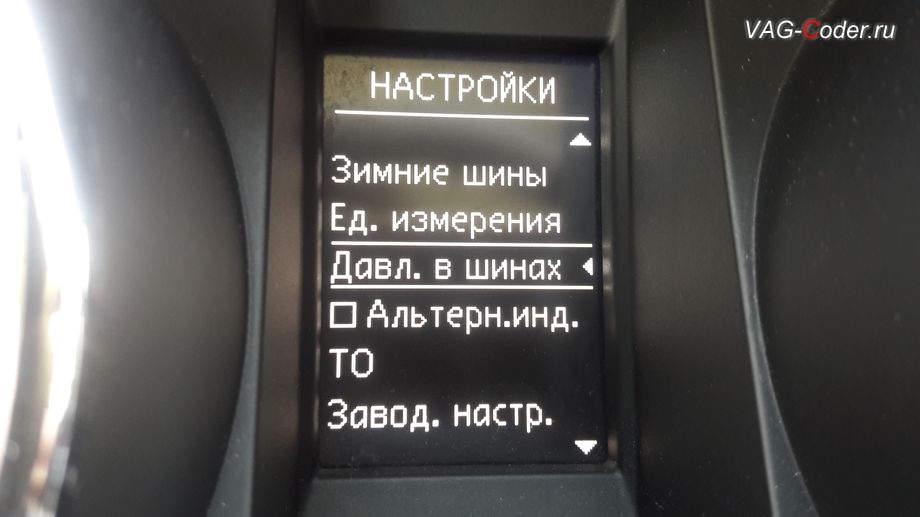 VAG-Coder.ru
НАСТРОЙКИ
Зимние шины
Ед. измерения
Давл. в шинах
Альтерн.инд.
ТО
Завод. настр.